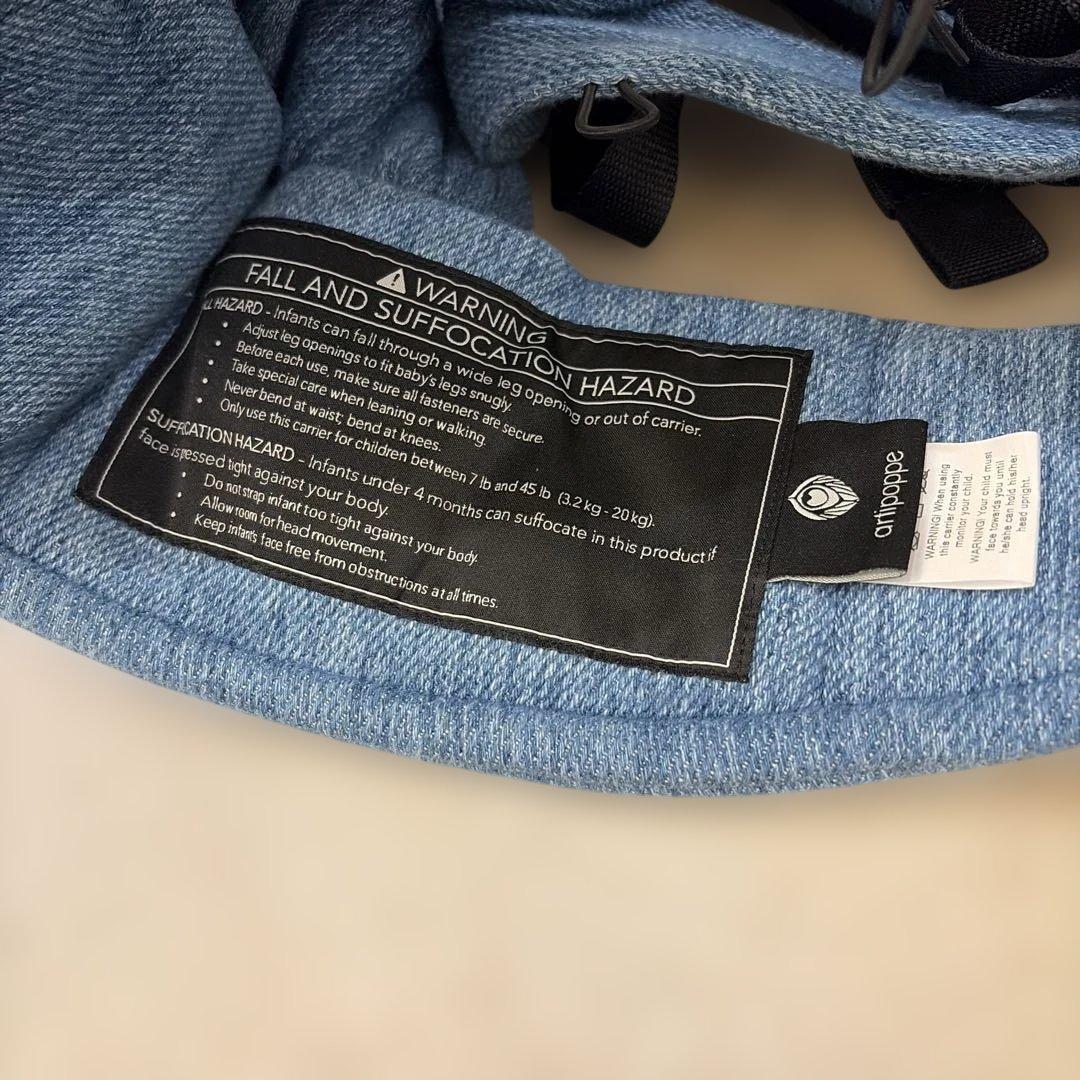 WARNING
FALL AND SUFFOCATION HAZARD
HAZARD - Infants can fall through a wide leg opening or out of carrier.
• Adjust leg openings to fit baby's legs snugly.
• Before each use, make sure all fasteners are secure.
• Take special care when leaning or walking.
• Never bend at waist; bend at knees.
• Only use this carrier for children between 7 lb and 45 lb (3.2 kg - 20 kg).
HAZARD - Infants under 4 months can suffocate in this product if
face is pressed tight against your body.
• Do not strap infant too tight against your body.
• Allow room for head movement.
• Keep infant's face free from obstructions at all times.
artipoppe
WARNING! When using
this carrier constantly
monitor your child.
WARNING! Your child must
face towards you until
he/she can hold his/her
head upright.